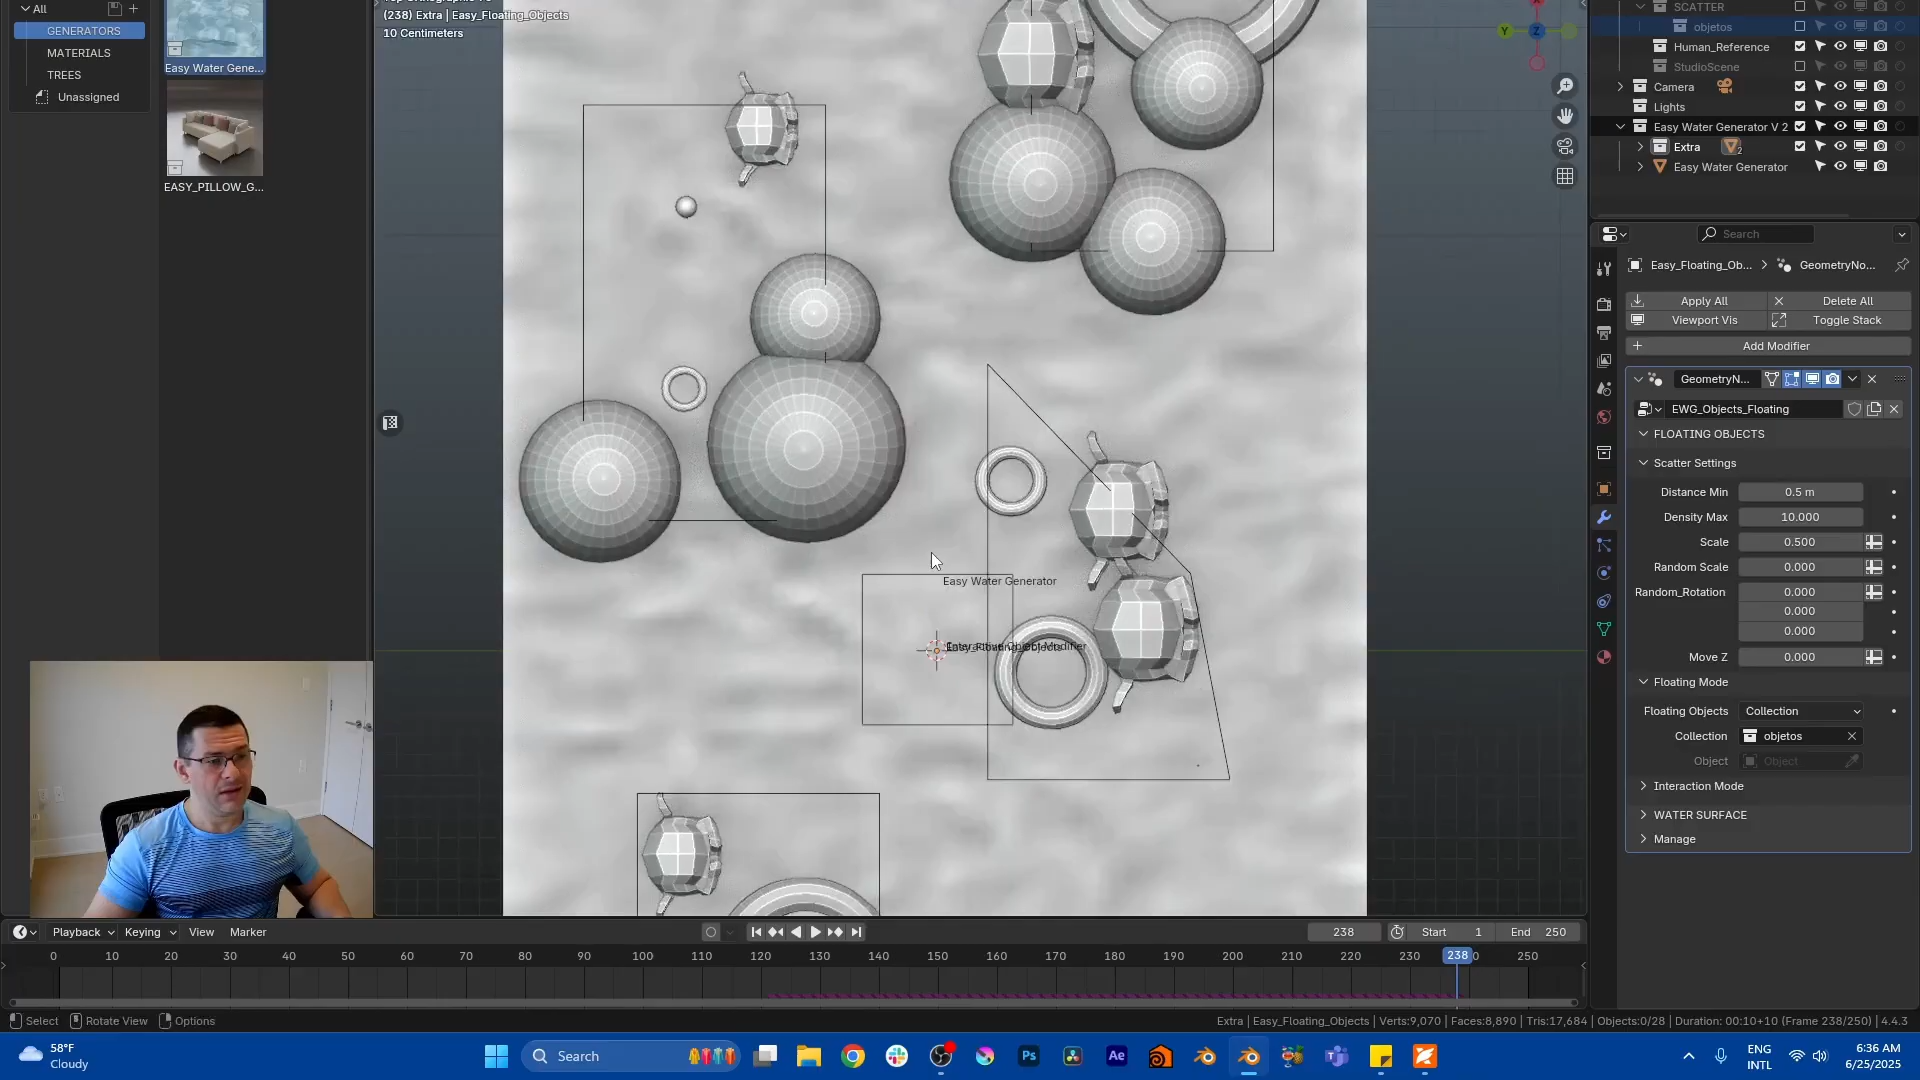 All
GENERATORS
MATERIALS
TREES
Unassigned
Easy Water Gene...
EASY_PILLOW_G...
(238) Extra | Easy_Floating_Objects
10 Centimeters
Y
Z
Easy Water Generator
SCATTER
objetos
Human_Reference
StudioScene
Camera
Lights
Easy Water Generator V 2
Extra
2
Easy Water Generator
Search
Easy_Floating_Ob...
GeometryNo...
Apply All
Delete All
Viewport Vis
Toggle Stack
Add Modifier
GeometryN...
EWG_Objects_Floating
FLOATING OBJECTS
Scatter Settings
Distance Min 0.5 m
Density Max 10.000
Scale 0.500
Random Scale 0.000
Random_Rotation 0.000
0.000
0.000
Move Z 0.000
Floating Mode
Floating Objects Collection
Collection objetos
Object Object
Interaction Mode
WATER SURFACE
Manage
Playback Keying View Marker
238 Start 1 End 250
0 10 20 30 40 50 60 70 80 90 100 110 120 130 140 150 160 170 180 190 200 210 220 230 238 0 250
Select Rotate View Options
Extra | Easy_Floating_Objects | Verts:9,070 | Faces:8,890 | Tris:17,684 | Objects:0/28 | Duration: 00:10+10 (Frame 238/250) | 4.4.3
58°F
Cloudy
Search
Ps
Ae
ENG
INTL
6:36 AM
6/25/2025